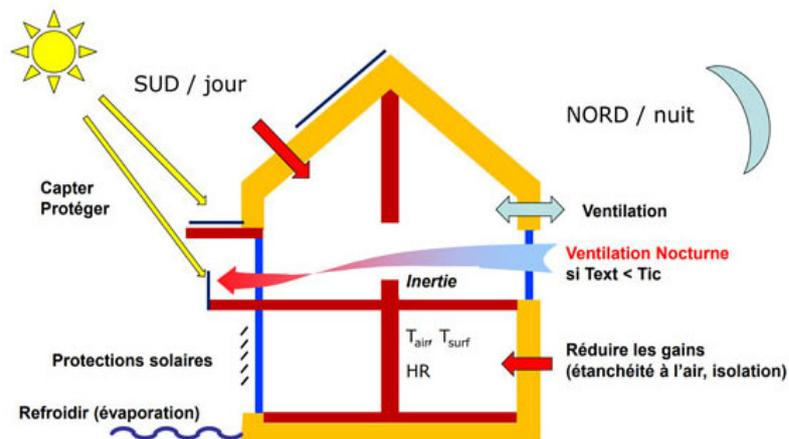 SUD / jour
NORD / nuit
Capter
Protéger
Ventilation
Ventilation Nocturne
si Text < Tic
Inertie
Tair, Tsurf
HR
Protections solaires
Réduire les gains
(étanchéité à l'air, isolation)
Refroidir (évaporation)